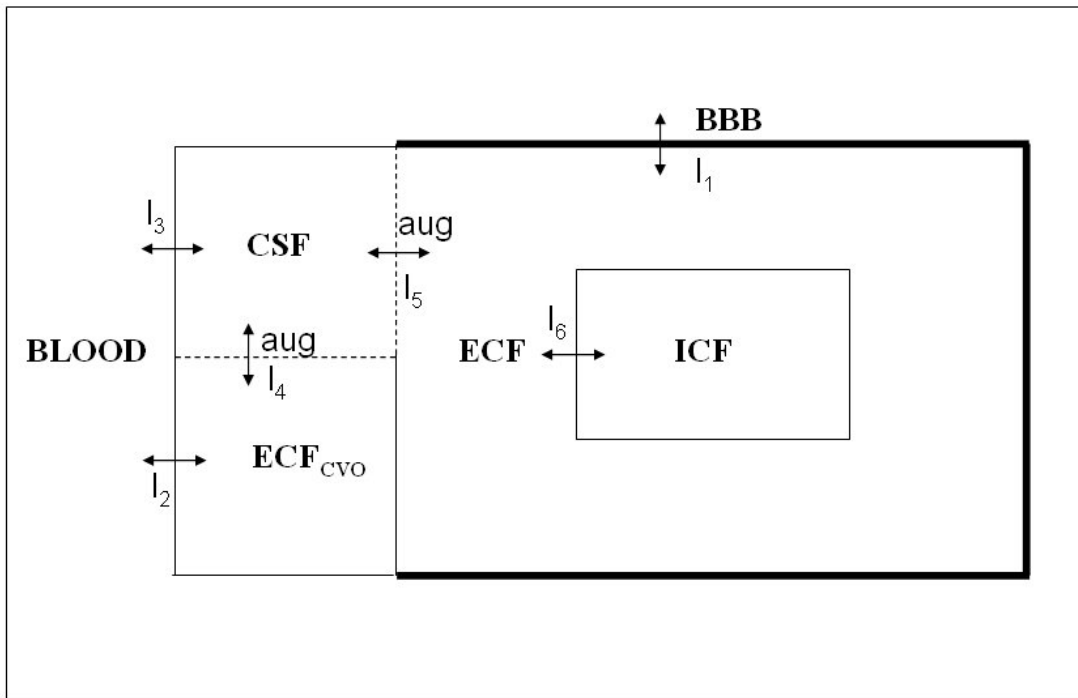 BBB
I1
I3
CSF
aug
I5
BLOOD
aug
I4
ECF
I6
ICF
I2
ECFCVO